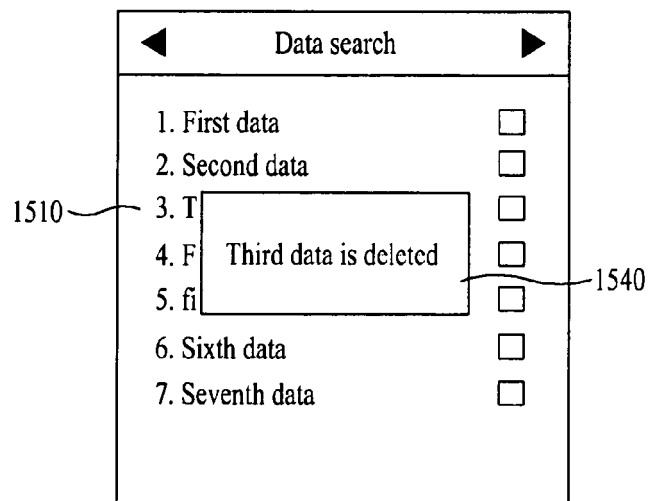 Data search
1. First data
2. Second data
1510
3. T
4. F
Third data is deleted
1540
5. fi
6. Sixth data
7. Seventh data